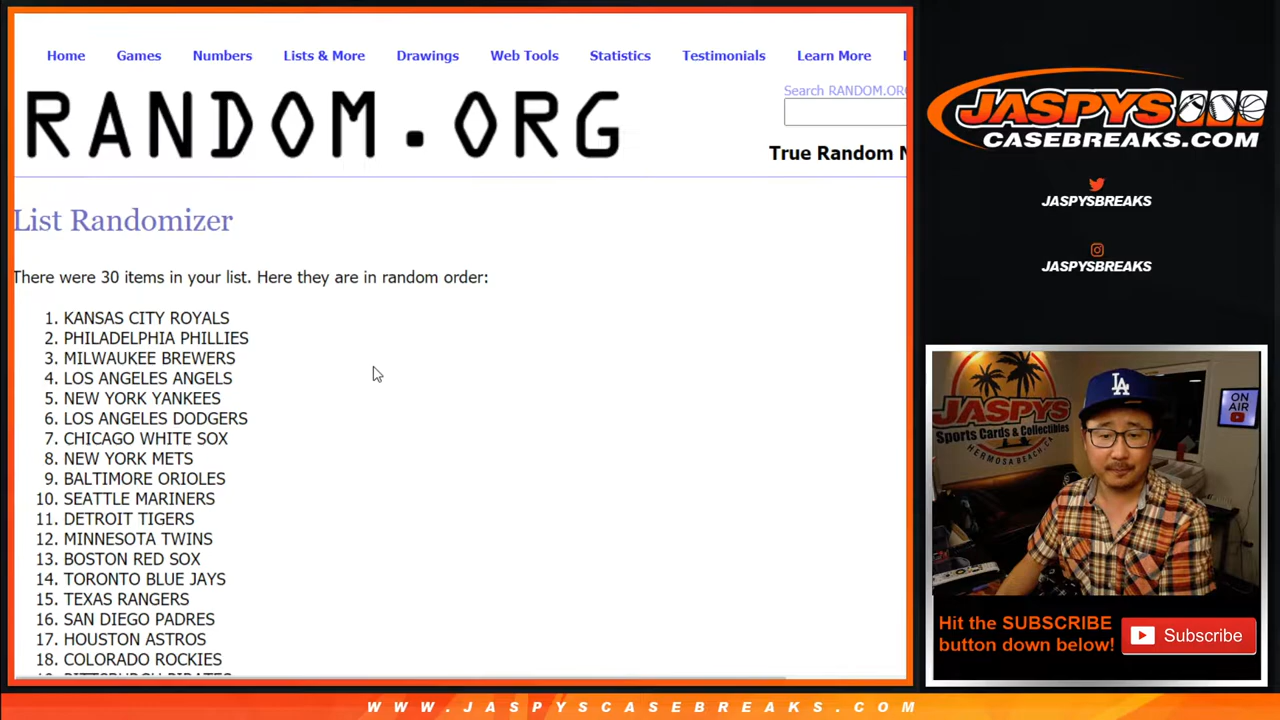 Home Games Numbers Lists & More Drawings Web Tools Statistics Testimonials Learn More
RANDOM.ORG
Search RANDOM.OR
True Random
List Randomizer
There were 30 items in your list. Here they are in random order:
1. KANSAS CITY ROYALS
2. PHILADELPHIA PHILLIES
3. MILWAUKEE BREWERS
4. LOS ANGELES ANGELS
5. NEW YORK YANKEES
6. LOS ANGELES DODGERS
7. CHICAGO WHITE SOX
8. NEW YORK METS
9. BALTIMORE ORIOLES
10. SEATTLE MARINERS
11. DETROIT TIGERS
12. MINNESOTA TWINS
13. BOSTON RED SOX
14. TORONTO BLUE JAYS
15. TEXAS RANGERS
16. SAN DIEGO PADRES
17. HOUSTON ASTROS
18. COLORADO ROCKIES
JASPYS
CASEBREAKS.COM
JASPYSBREAKS
JASPYSBREAKS
JASPYS
Sports Cards & Collectibles
HERMOSA BEACH, CA
LA
ON
AIR
Hit the SUBSCRIBE
button down below!
Subscribe
WWW.JASPYSCASEBREAKS.COM